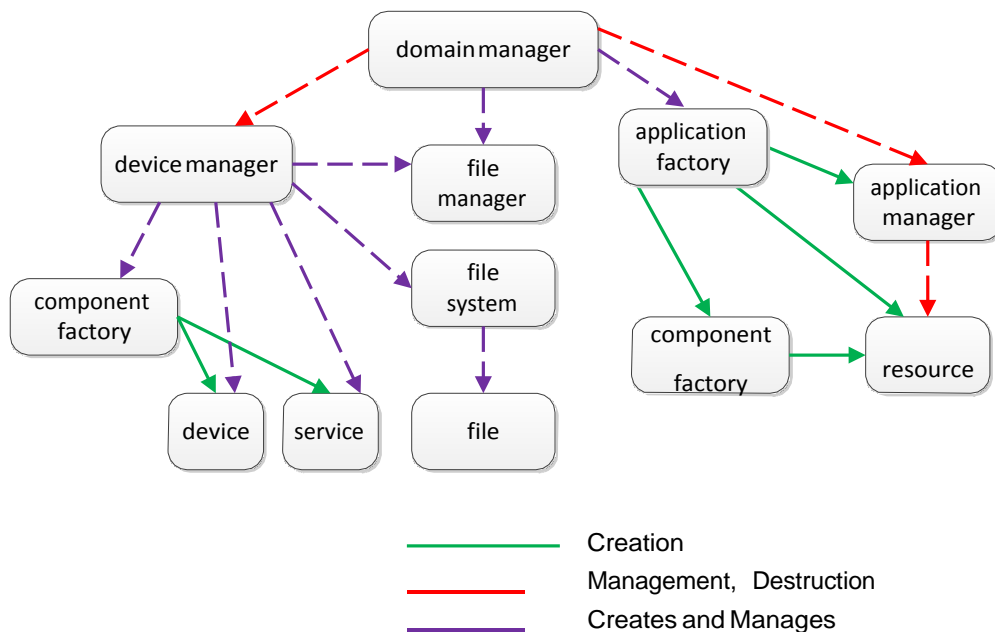 domain manager
device manager
file
manager
application
factory
application
manager
component
factory
file
system
component
factory
resource
device
service
file
Creation
Management, Destruction
Creates and Manages